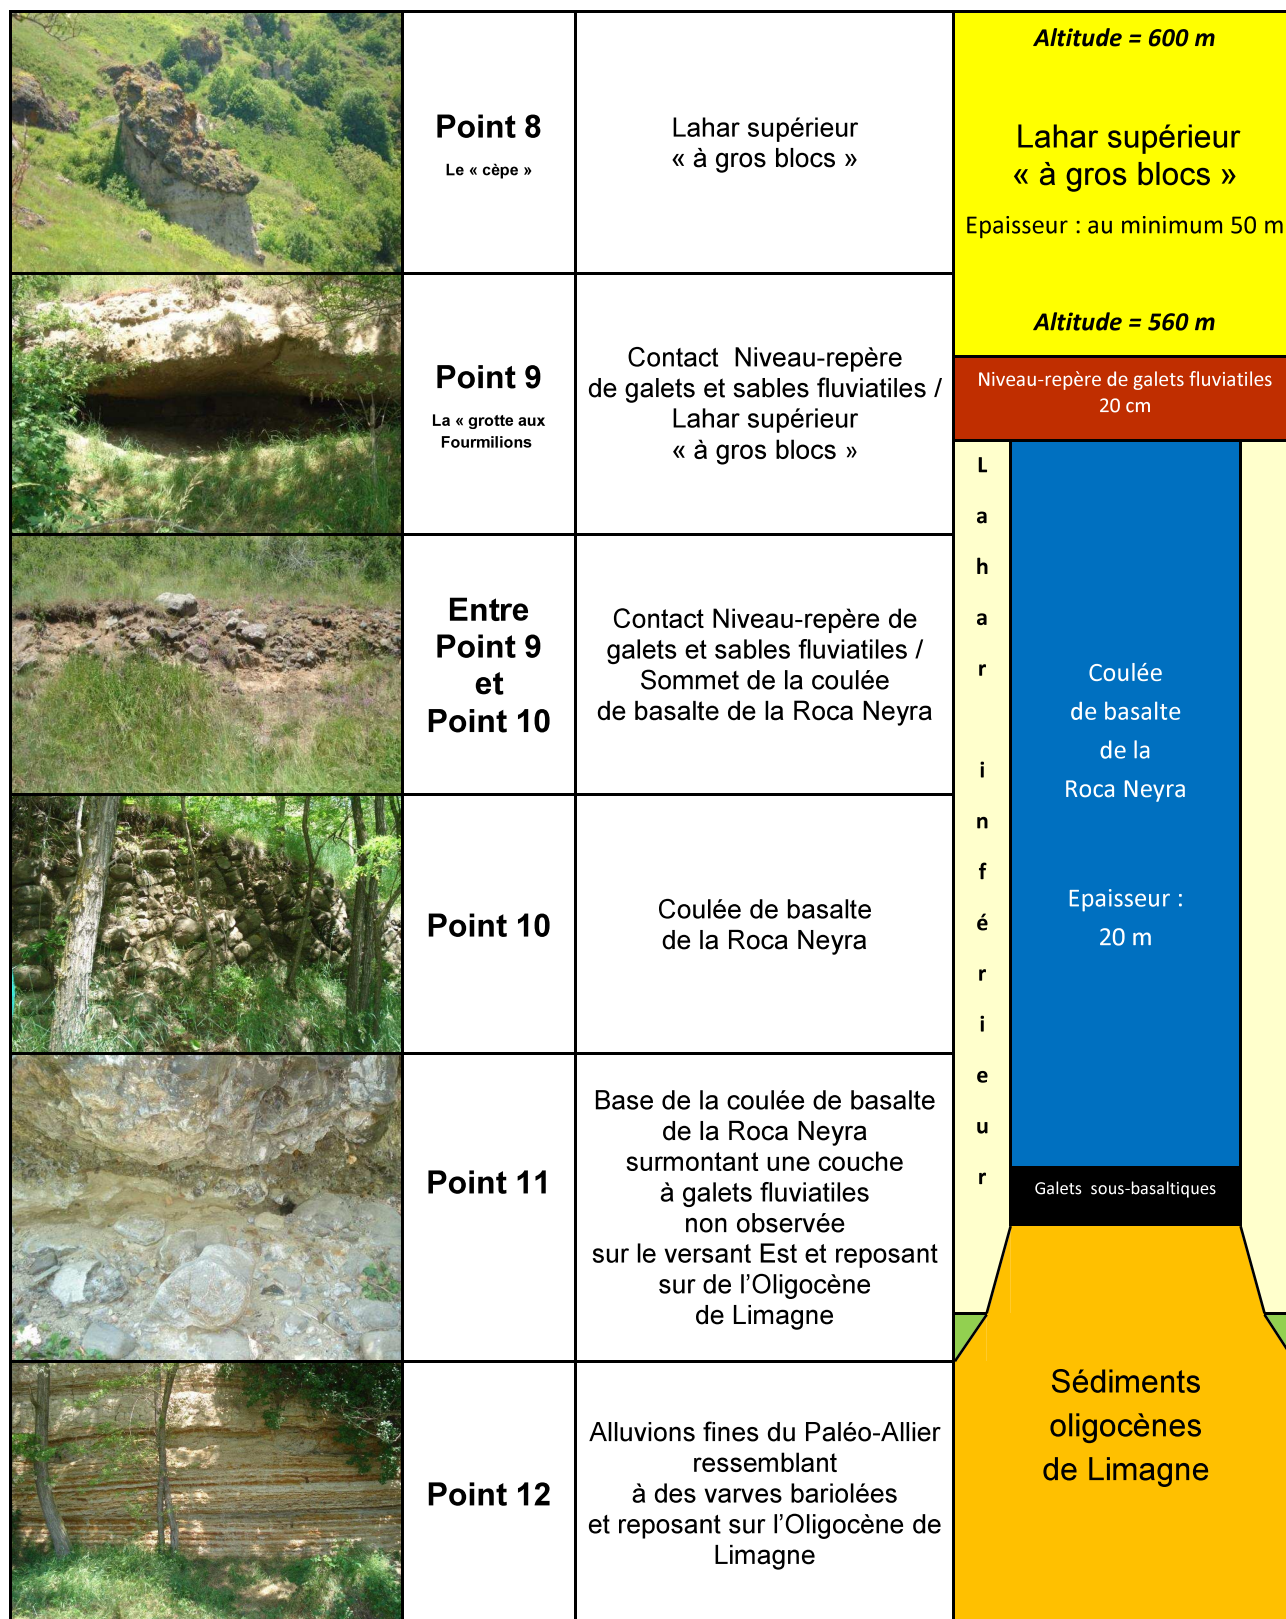 Point 8
Le « cèpe »
Lahar supérieur
« à gros blocs »
Point 9
La « grotte aux
Fourmilions
Contact  Niveau-repère
de galets et sables fluviatiles /
Lahar supérieur
« à gros blocs »
Entre
Point 9
et
Point 10
Contact Niveau-repère de
galets et sables fluviatiles /
Sommet de la coulée
de basalte de la Roca Neyra
Point 10
Coulée de basalte
de la Roca Neyra
Point 11
Base de la coulée de basalte
de la Roca Neyra
surmontant une couche
à galets fluviatiles
non observée
sur le versant Est et reposant
sur de l'Oligocène
de Limagne
Point 12
Alluvions fines du Paléo-Allier
ressemblant
à des varves bariolées
et reposant sur l'Oligocène de
Limagne
Altitude = 600 m
Lahar supérieur
« à gros blocs »
Epaisseur : au minimum 50 m
Altitude = 560 m
Niveau-repère de galets fluviatiles
20 cm
Lahar inférieur
Coulée
de basalte
de la
Roca Neyra
Epaisseur :
20 m
Galets  sous-basaltiques
Sédiments
oligocènes
de Limagne